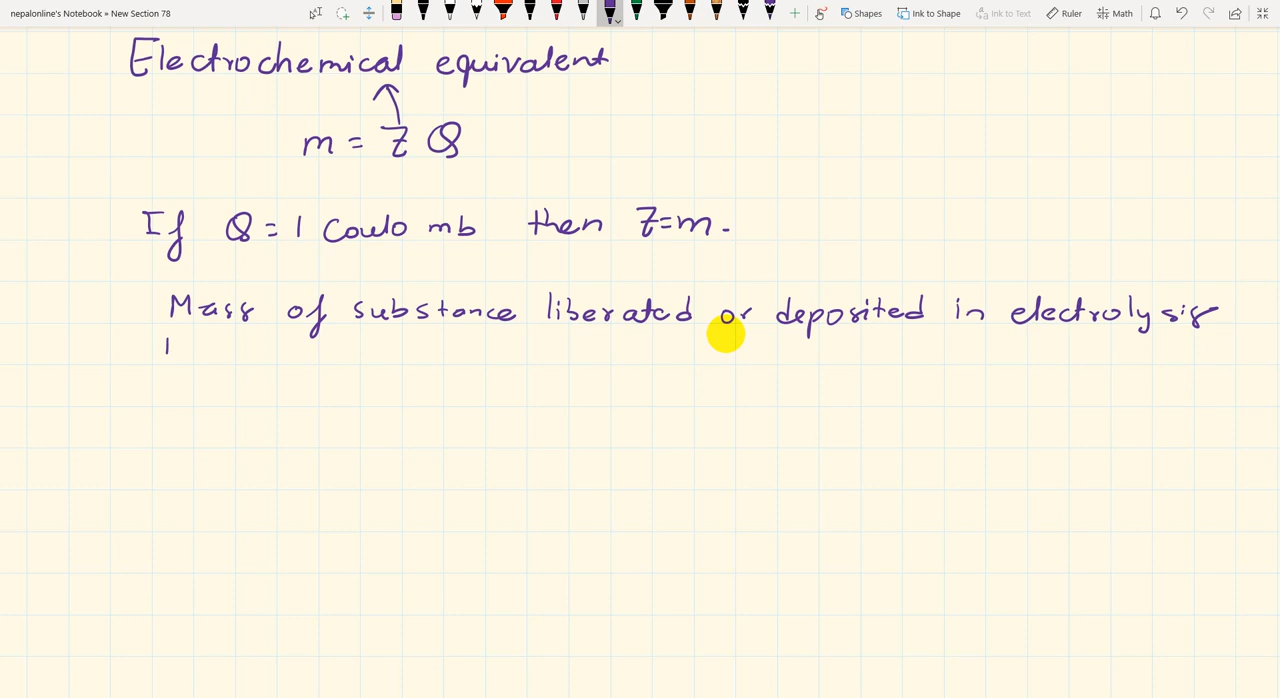 nepalonline's Notebook » New Section 78
Shapes Ink to Shape Ink to Text Ruler Math
Electrochemical equivalent
m = Z Q
If Q = 1 Coulomb then Z=m.
Mass of substance liberated or deposited in electrolysis